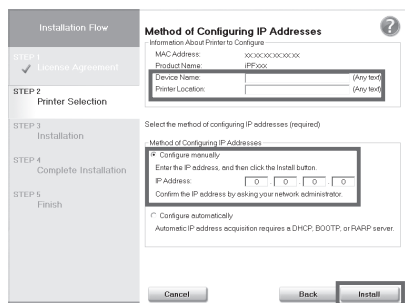 Installation Flow
STEP 1
License Agreement
STEP 2
Printer Selection
STEP 3
Installation
STEP 4
Complete Installation
STEP 5
Finish
Method of Configuring IP Addresses
?
Information About Printer to Configure
MAC Address: xx:xx:xx:xx:xx:xx
Product Name: iPFxxx
Device Name: (Any text)
Printer Location: (Any text)
Select the method of configuring IP addresses (required)
Method of Configuring IP Addresses
Configure manually
Enter the IP address, and then click the Install button.
IP Address: 0 . 0 . 0 . 0
Confirm the IP address by asking your network administrator.
Configure automatically
Automatic IP address acquisition requires a DHCP, BOOTP, or RARP server.
Cancel Back Install